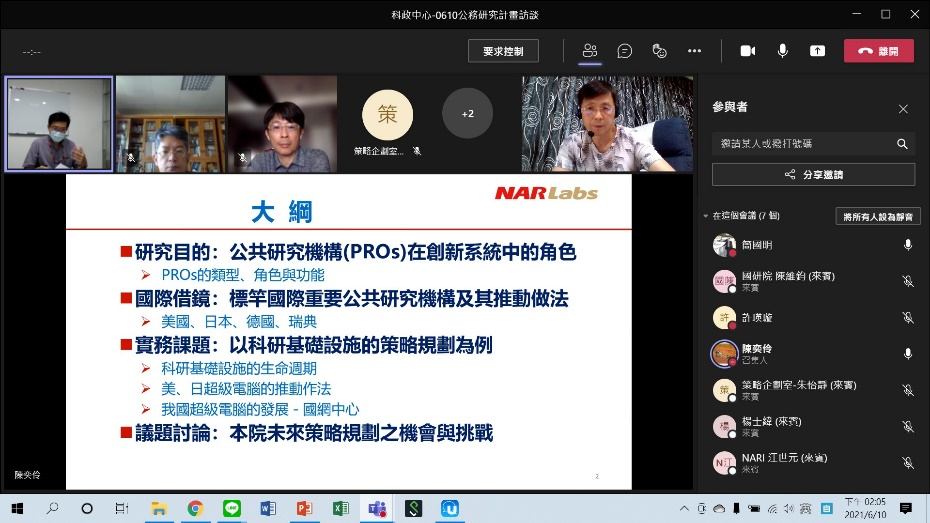 科政中心-0610公務研究計畫訪談
--:--
要求控制
離開
策
策略企劃室...
+2
參與者
邀請某人或撥打號碼
分享邀請
在這個會議 (7 個)
將所有人設為靜音
簡國明
國陳
國研院 陳維鈞 (來賓)
來賓
許
許瑛璇
陳奕伶
召集人
策
策略企劃室-朱怡靜 (來賓)
來賓
楊
楊士緯 (來賓)
來賓
N江
NARI 江世元 (來賓)
來賓
NARLabs
大 綱
研究目的：公共研究機構(PROs)在創新系統中的角色
PROs的類型、角色與功能
國際借鏡：標竿國際重要公共研究機構及其推動做法
美國、日本、德國、瑞典
實務課題：以科研基礎設施的策略規劃為例
科研基礎設施的生命週期
美、日超級電腦的推動作法
我國超級電腦的發展－國網中心
議題討論：本院未來策略規劃之機會與挑戰
2
陳奕伶
下午 02:05
2021/6/10